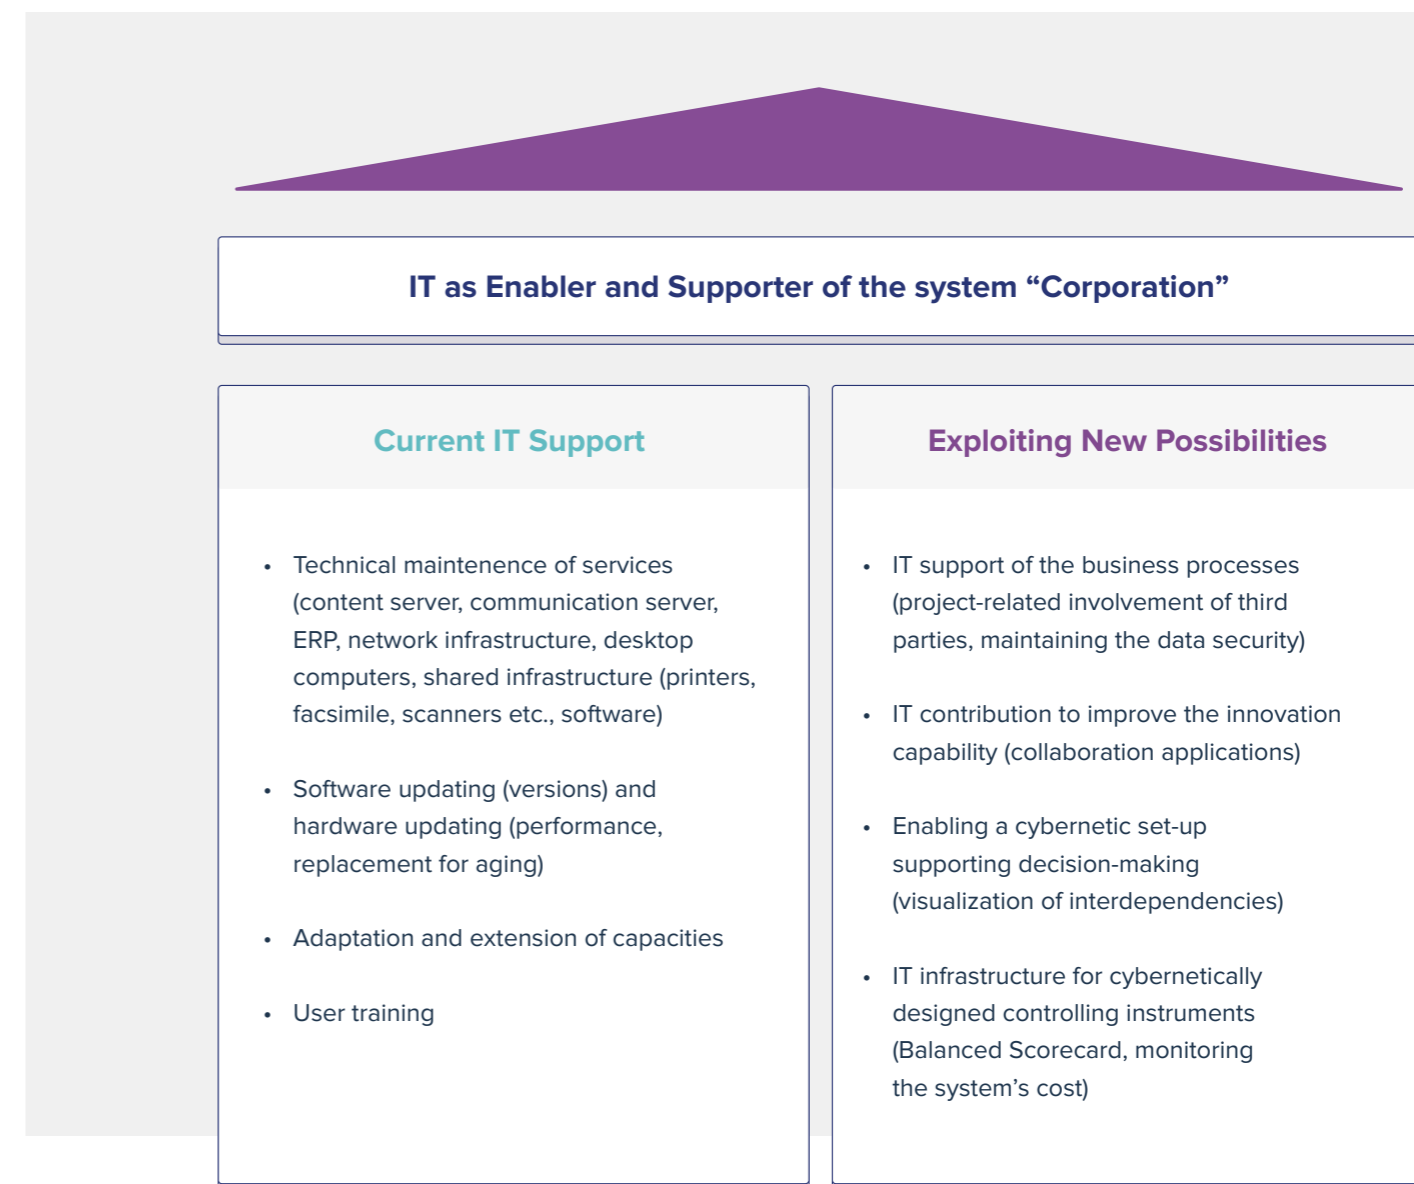 IT as Enabler and Supporter of the system “Corporation”
Current IT Support
• Technical maintenence of services
(content server, communication server,
ERP, network infrastructure, desktop
computers, shared infrastructure (printers,
facsimile, scanners etc., software)
• Software updating (versions) and
hardware updating (performance,
replacement for aging)
• Adaptation and extension of capacities
• User training
Exploiting New Possibilities
• IT support of the business processes
(project-related involvement of third
parties, maintaining the data security)
• IT contribution to improve the innovation
capability (collaboration applications)
• Enabling a cybernetic set-up
supporting decision-making
(visualization of interdependencies)
• IT infrastructure for cybernetically
designed controlling instruments
(Balanced Scorecard, monitoring
the system’s cost)